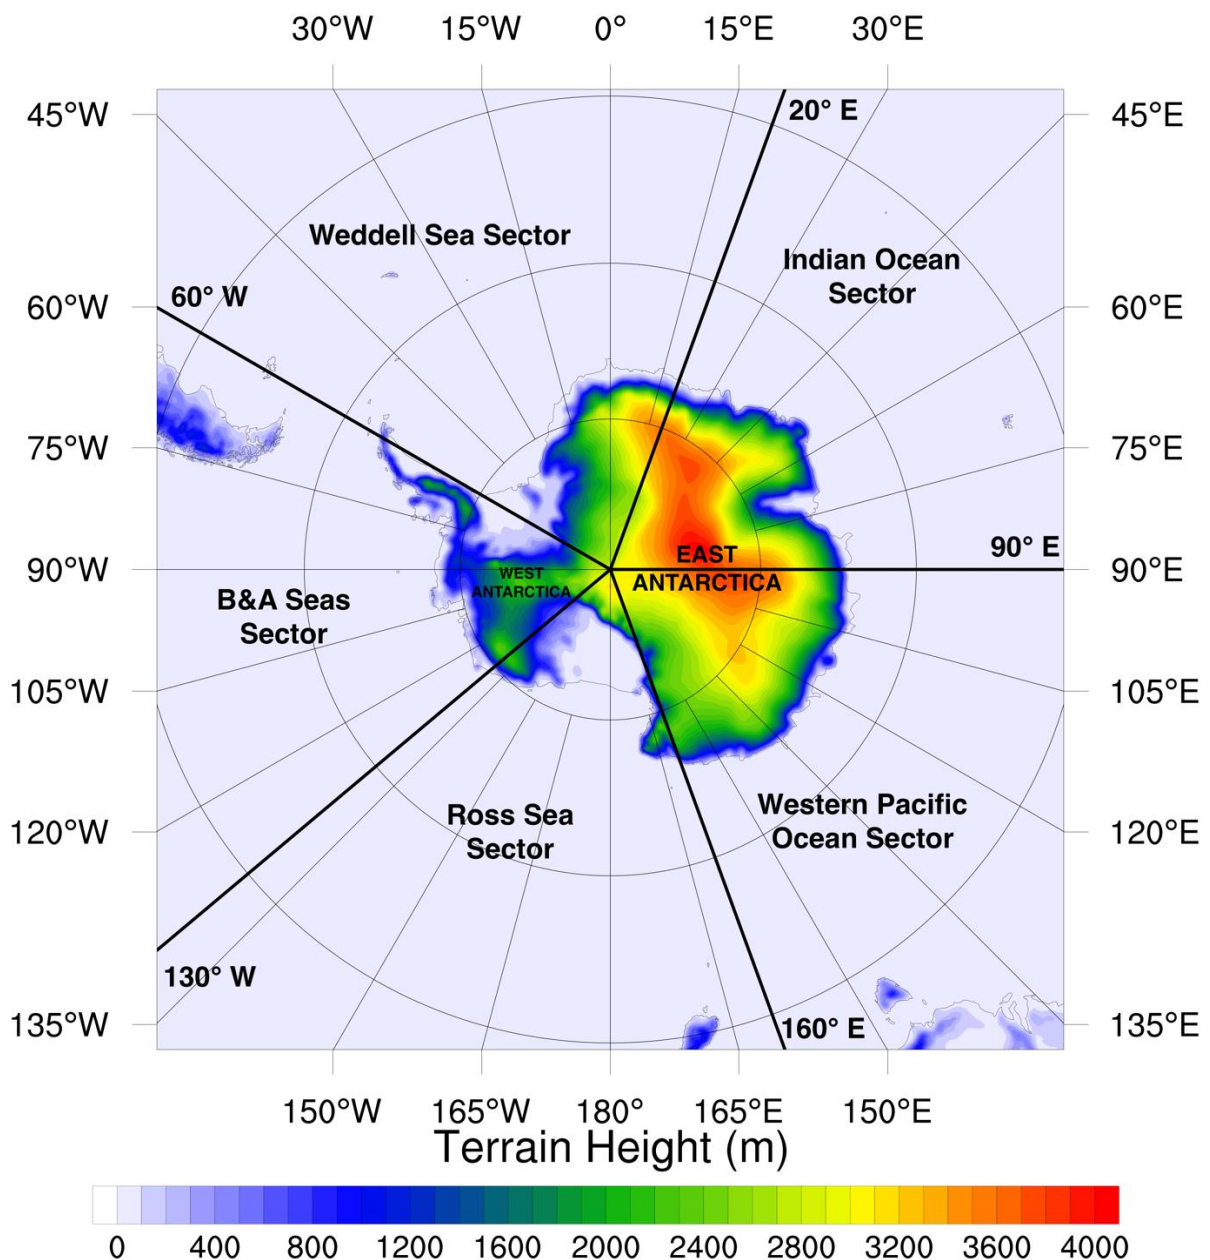 30°W 15°W 0° 15°E 30°E
45°W 20° E 45°E
Weddell Sea Sector
Indian Ocean
Sector
60° W
60°W 60°E
75°W 75°E
90° E
EAST
ANTARCTICA
WEST
ANTARCTICA
90°W 90°E
B&A Seas
Sector
105°W 105°E
Ross Sea
Sector
Western Pacific
Ocean Sector
120°W 120°E
130° W
135°W 160° E 135°E
150°W 165°W 180° 165°E 150°E
Terrain Height (m)
0 400 800 1200 1600 2000 2400 2800 3200 3600 4000